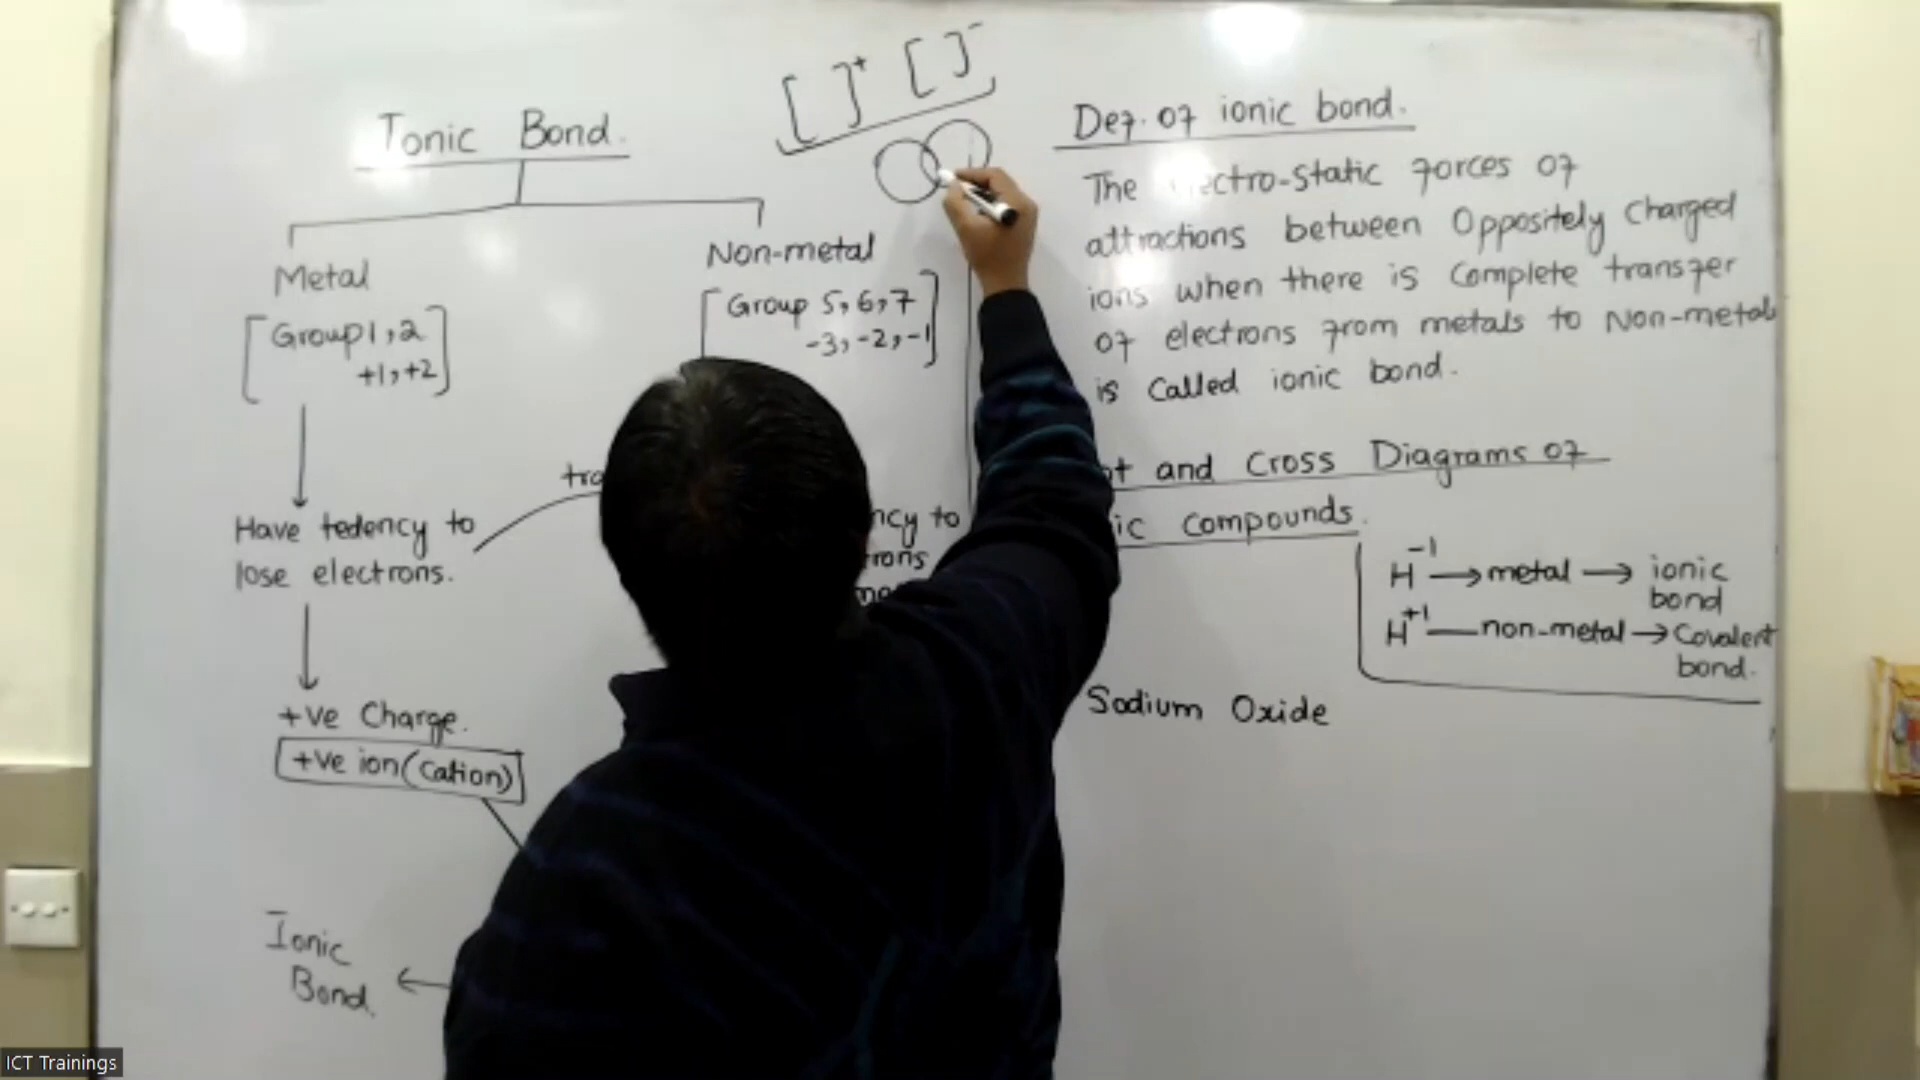 [ ]⁺ [ ]⁻
Ionic Bond.
Metal
[Group 1, 2
+1, +2]
Have tedency to
lose electrons.
+ve Charge.
+ve ion (Cation)
Ionic
Bond.
Non-metal
[Group 5, 6, 7
-3, -2, -1]
to
Def. of ionic bond.
The static forces of
attractions between Oppositely Charged
ions when there is Complete transfer
of electrons from metals to Non-metals
is Called ionic bond.
and Cross Diagrams of
Compounds.
H⁻¹ → metal → ionic
bond
H⁺¹ — non-metal → Covalent
bond.
Sodium Oxide
ICT Trainings